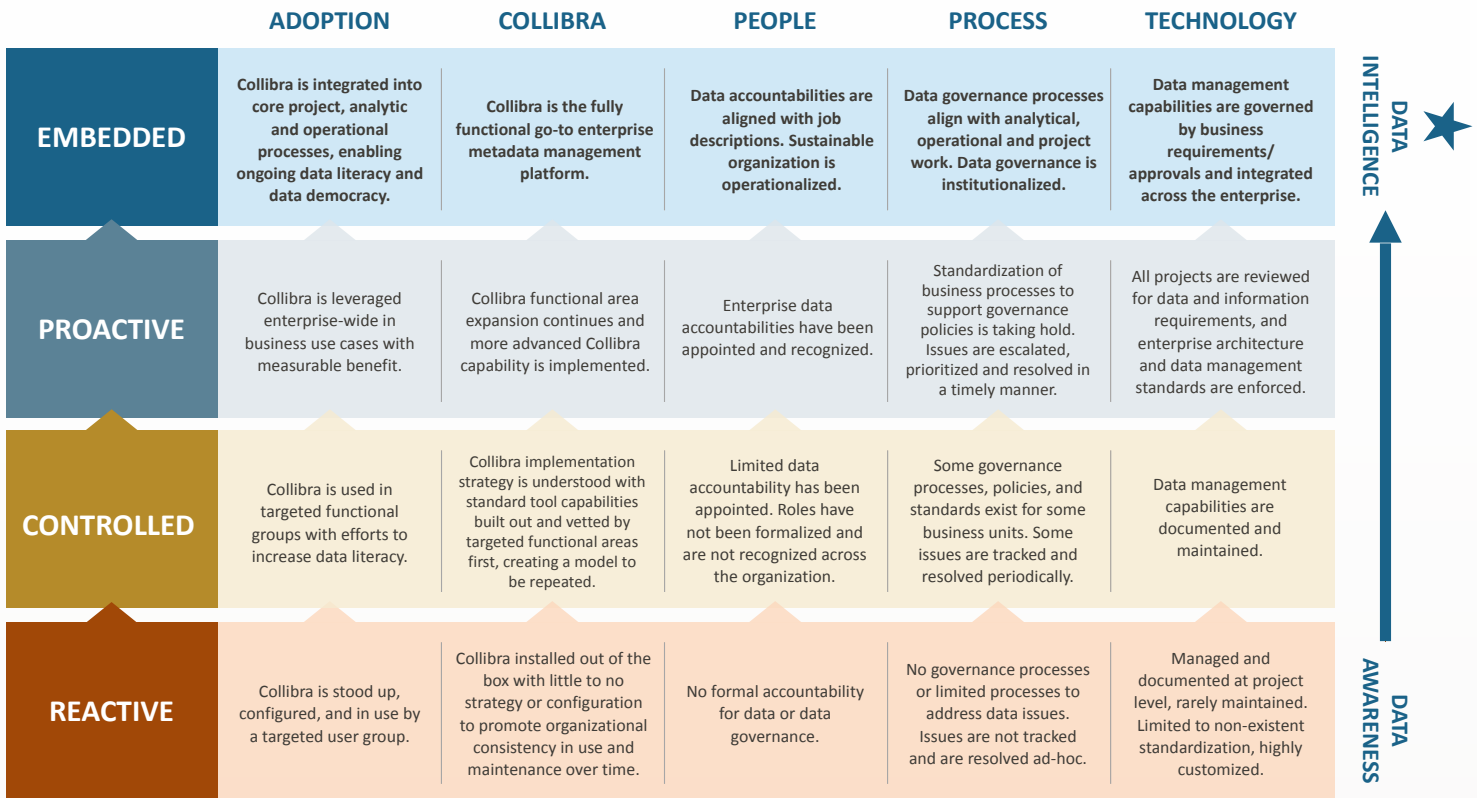 ADOPTION
COLLIBRA
PEOPLE
PROCESS
TECHNOLOGY
EMBEDDED
Collibra is integrated into
core project, analytic
and operational
processes, enabling
ongoing data literacy and
data democracy.
Collibra is the fully
functional go-to enterprise
metadata management
platform.
Data accountabilities are
aligned with job
descriptions. Sustainable
organization is
operationalized.
Data governance processes
align with analytical,
operational and project
work. Data governance is
institutionalized.
Data management
capabilities are governed
by business
requirements/
approvals and integrated
across the enterprise.
DATA
INTELLIGENCE
PROACTIVE
Collibra is leveraged
enterprise-wide in
business use cases with
measurable benefit.
Collibra functional area
expansion continues and
more advanced Collibra
capability is implemented.
Enterprise data
accountabilities have been
appointed and recognized.
Standardization of
business processes to
support governance
policies is taking hold.
Issues are escalated,
prioritized and resolved in
a timely manner.
All projects are reviewed
for data and information
requirements, and
enterprise architecture
and data management
standards are enforced.
CONTROLLED
Collibra is used in
targeted functional
groups with efforts to
increase data literacy.
Collibra implementation
strategy is understood with
standard tool capabilities
built out and vetted by
targeted functional areas
first, creating a model to
be repeated.
Limited data
accountability has been
appointed. Roles have
not been formalized and
are not recognized across
the organization.
Some governance
processes, policies, and
standards exist for some
business units. Some
issues are tracked and
resolved periodically.
Data management
capabilities are
documented and
maintained.
REACTIVE
Collibra is stood up,
configured, and in use by
a targeted user group.
Collibra installed out of the
box with little to no
strategy or configuration
to promote organizational
consistency in use and
maintenance over time.
No formal accountability
for data or data
governance.
No governance processes
or limited processes to
address data issues.
Issues are not tracked
and are resolved ad-hoc.
Managed and
documented at project
level, rarely maintained.
Limited to non-existent
standardization, highly
customized.
DATA
AWARENESS